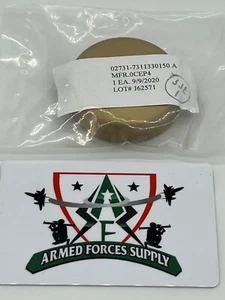 02731-7311330150 A
MFR.0CEP4
1 EA. 9/9/2020
LOT# J62571
A
F
ARMED FORCES SUPPLY